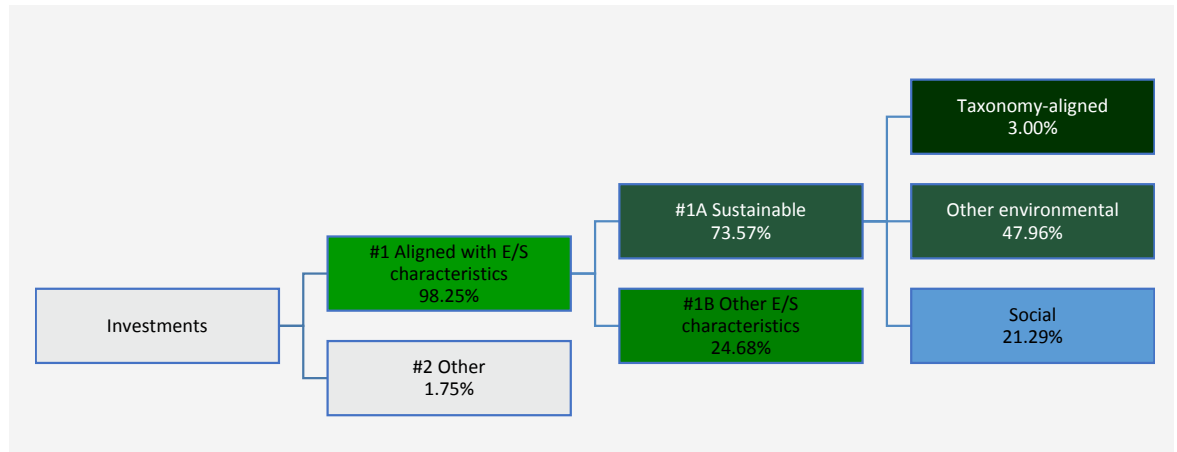 Investments
#1 Aligned with E/S
characteristics
98.25%
#2 Other
1.75%
#1A Sustainable
73.57%
#1B Other E/S
characteristics
24.68%
Taxonomy-aligned
3.00%
Other environmental
47.96%
Social
21.29%